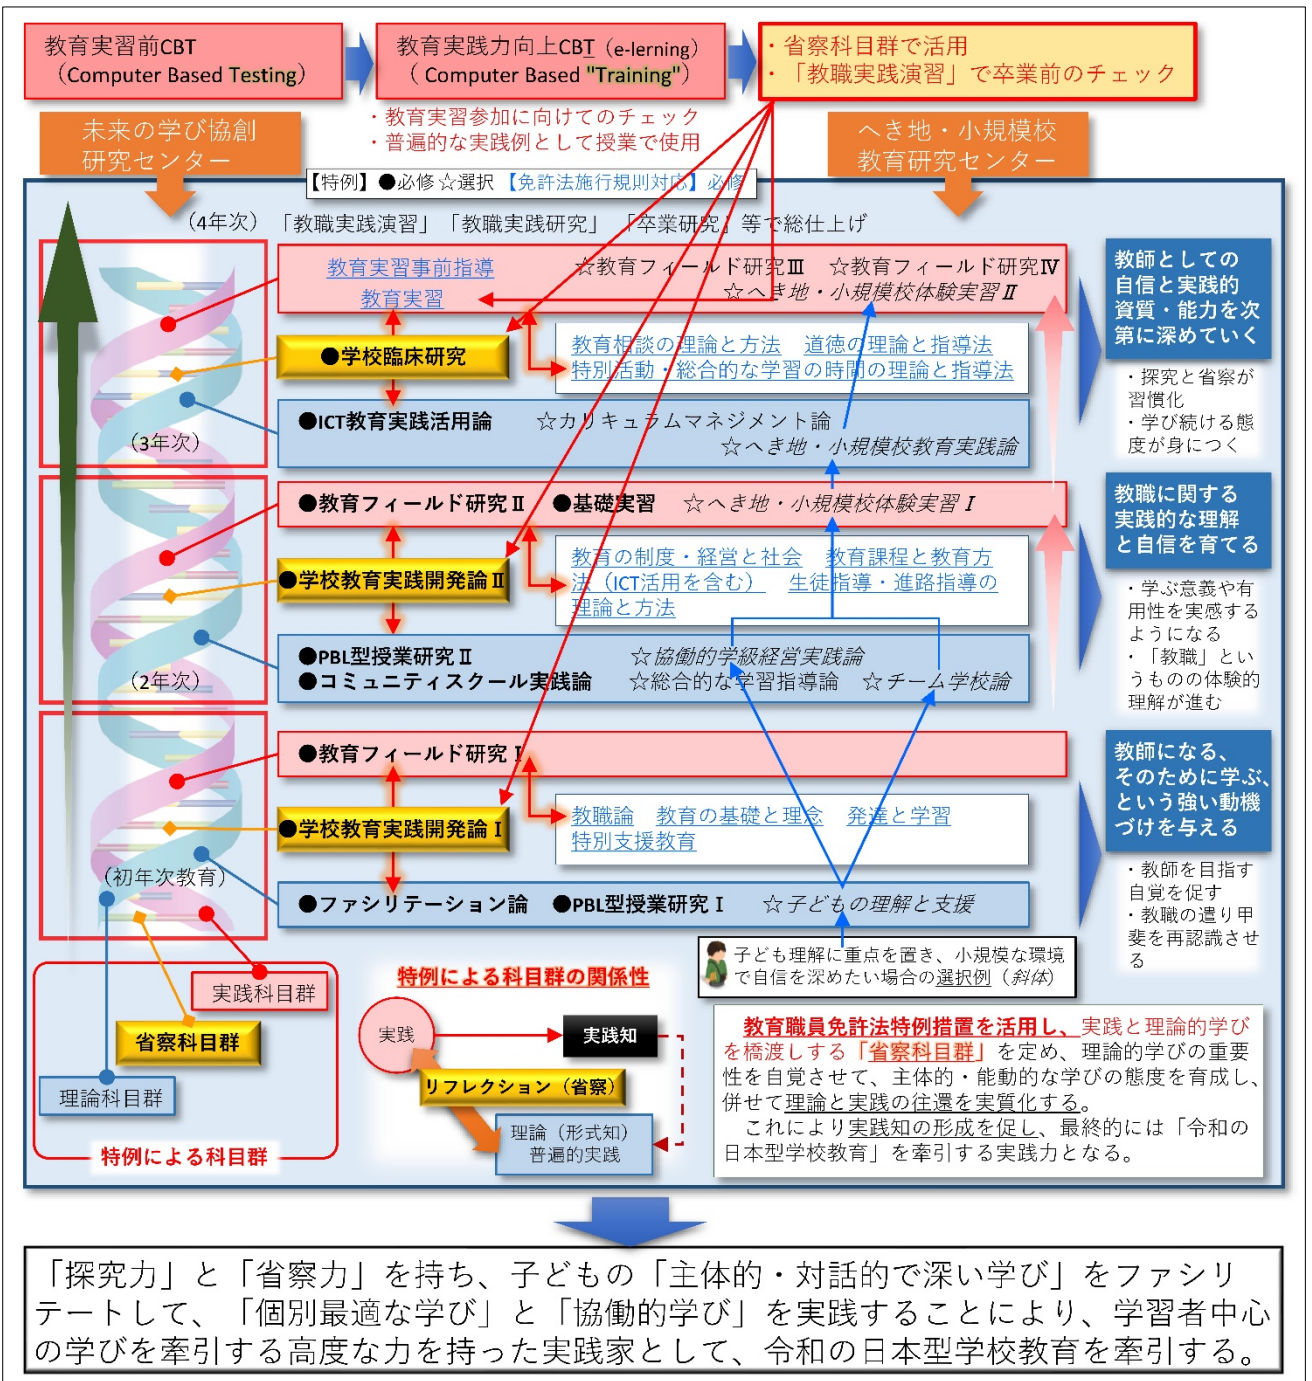 教育実習前CBT
（Computer Based Testing）
教育実践力向上CBT（e-lerning）
（ Computer Based "Training"）
・省察科目群で活用
・「教職実践演習」で卒業前のチェック
・教育実習参加に向けてのチェック
・普遍的な実践例として授業で使用
未来の学び協創
研究センター
へき地・小規模校
教育研究センター
【特例】●必修☆選択 【免許法施行規則対応】必修
（4年次）「教職実践演習」「教職実践研究」「卒業研究」等で総仕上げ
教育実習事前指導 ☆教育フィールド研究Ⅲ ☆教育フィールド研究Ⅳ
教育実習 ☆へき地・小規模校体験実習Ⅱ
●学校臨床研究
教育相談の理論と方法 道徳の理論と指導法
特別活動・総合的な学習の時間の理論と指導法
●ICT教育実践活用論 ☆カリキュラムマネジメント論
☆へき地・小規模校教育実践論
（3年次）
教師としての
自信と実践的
資質・能力を次
第に深めていく
・探究と省察が
習慣化
・学び続ける態
度が身につく
●教育フィールド研究Ⅱ ●基礎実習 ☆へき地・小規模校体験実習Ⅰ
●学校教育実践開発論Ⅱ
教育の制度・経営と社会 教育課程と教育方
法（ICT活用を含む） 生徒指導・進路指導の
理論と方法
●PBL型授業研究Ⅱ ☆協働的学級経営実践論
●コミュニティスクール実践論 ☆総合的な学習指導論 ☆チーム学校論
（2年次）
教職に関する
実践的な理解
と自信を育てる
・学ぶ意義や有
用性を実感する
ようになる
・「教職」とい
うものの体験的
理解が進む
●教育フィールド研究Ⅰ
●学校教育実践開発論Ⅰ
教職論 教育の基礎と理念 発達と学習
特別支援教育
（初年次教育）
●ファシリテーション論 ●PBL型授業研究Ⅰ ☆子どもの理解と支援
教師になる、
そのために学ぶ、
という強い動機
づけを与える
・教師を目指す
自覚を促す
・教職の遣り甲
斐を再認識させ
る
子ども理解に重点を置き、小規模な環境
で自信を深めたい場合の選択例（斜体）
実践科目群
省察科目群
理論科目群
特例による科目群
特例による科目群の関係性
実践
実践知
リフレクション（省察）
理論（形式知）
普遍的実践
教育職員免許法特例措置を活用し、実践と理論的学び
を橋渡しする「省察科目群」を定め、理論的学びの重要
性を自覚させて、主体的・能動的な学びの態度を育成し、
併せて理論と実践の往還を実質化する。
これにより実践知の形成を促し、最終的には「令和の
日本型学校教育」を牽引する実践力となる。
「探究力」と「省察力」を持ち、子どもの「主体的・対話的で深い学び」をファシリ
テートして、「個別最適な学び」と「協働的学び」を実践することにより、学習者中心
の学びを牽引する高度な力を持った実践家として、令和の日本型学校教育を牽引する。